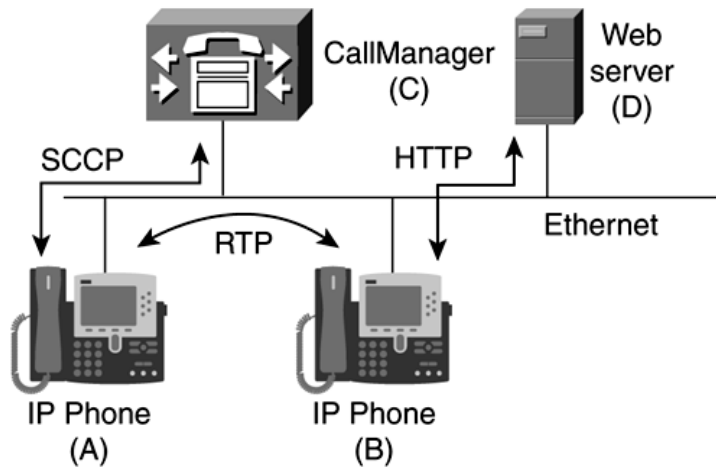 CallManager
(C)
Web
server
(D)
SCCP
HTTP
Ethernet
RTP
IP Phone
(A)
IP Phone
(B)